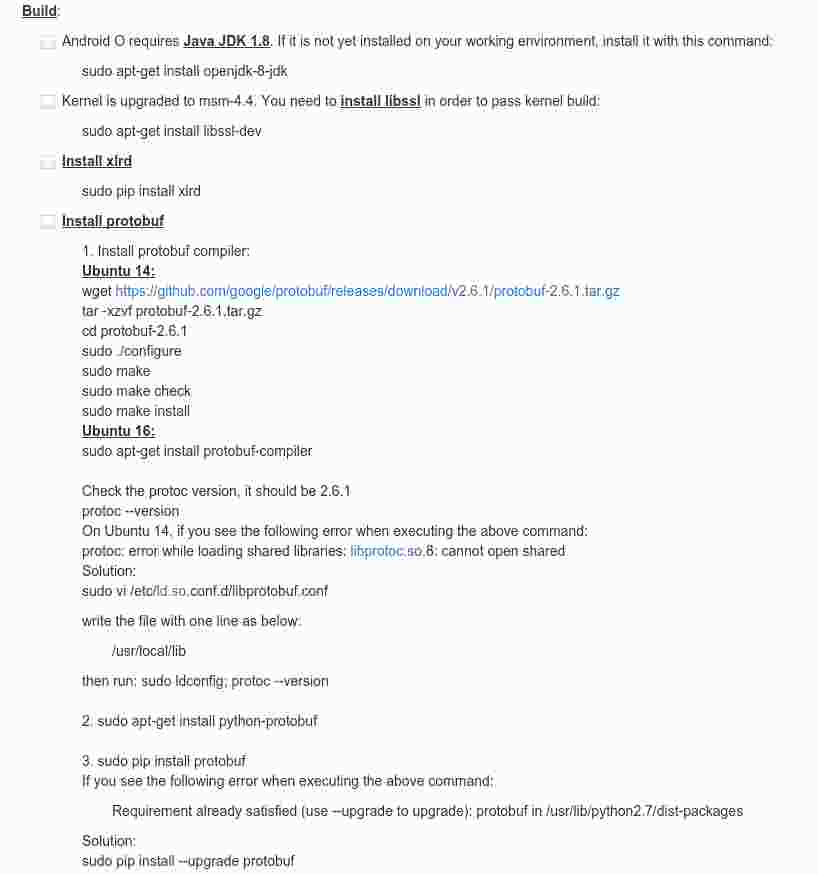 Build:
Android O requires Java JDK 1.8. If it is not yet installed on your working environment, install it with this command:
sudo apt-get install openjdk-8-jdk
Kernel is upgraded to msm-4.4. You need to install libssl in order to pass kernel build:
sudo apt-get install libssl-dev
Install xlrd
sudo pip install xlrd
Install protobuf
1. Install protobuf compiler:
Ubuntu 14:
wget https://github.com/google/protobuf/releases/download/v2.6.1/protobuf-2.6.1.tar.gz
tar -xzvf protobuf-2.6.1.tar.gz
cd protobuf-2.6.1
sudo ./configure
sudo make
sudo make check
sudo make install
Ubuntu 16:
sudo apt-get install protobuf-compiler
Check the protoc version, it should be 2.6.1
protoc --version
On Ubuntu 14, if you see the following error when executing the above command:
protoc: error while loading shared libraries: libprotoc.so.8: cannot open shared
Solution:
sudo vi /etc/ld.so.conf.d/libprotobuf.conf
write the file with one line as below:
/usr/local/lib
then run: sudo ldconfig; protoc --version
2. sudo apt-get install python-protobuf
3. sudo pip install protobuf
If you see the following error when executing the above command:
Requirement already satisfied (use --upgrade to upgrade): protobuf in /usr/lib/python2.7/dist-packages
Solution:
sudo pip install --upgrade protobuf